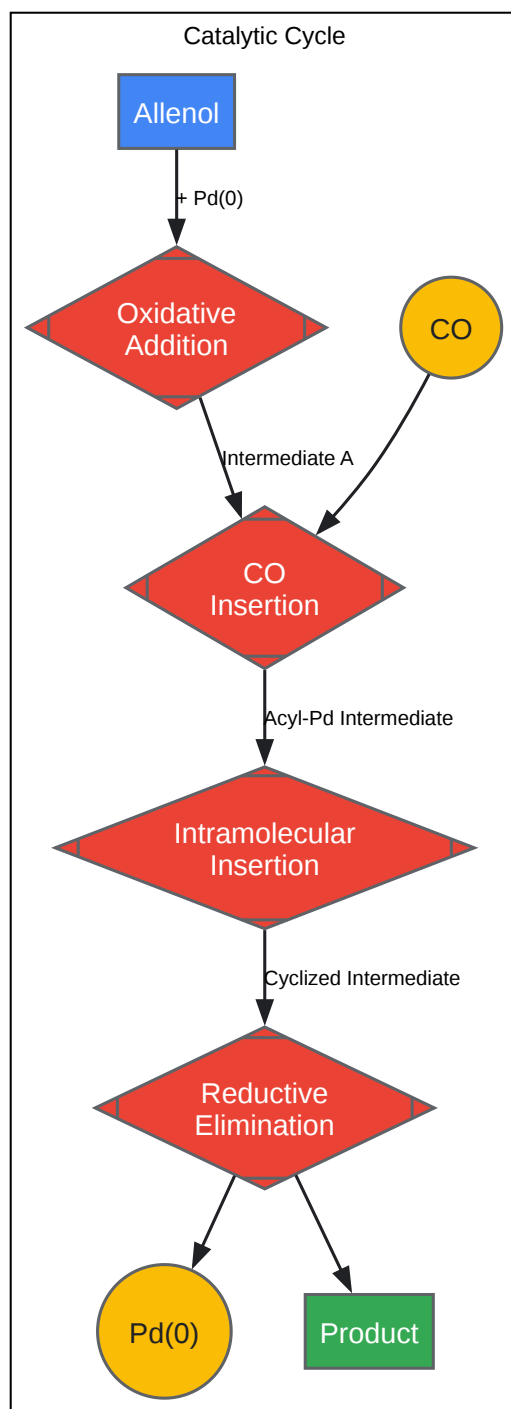 Catalytic Cycle
Allenol
+ Pd(0)
Oxidative
Addition
CO
Intermediate A
CO
Insertion
Acyl-Pd Intermediate
Intramolecular
Insertion
Cyclized Intermediate
Reductive
Elimination
Pd(0)
Product